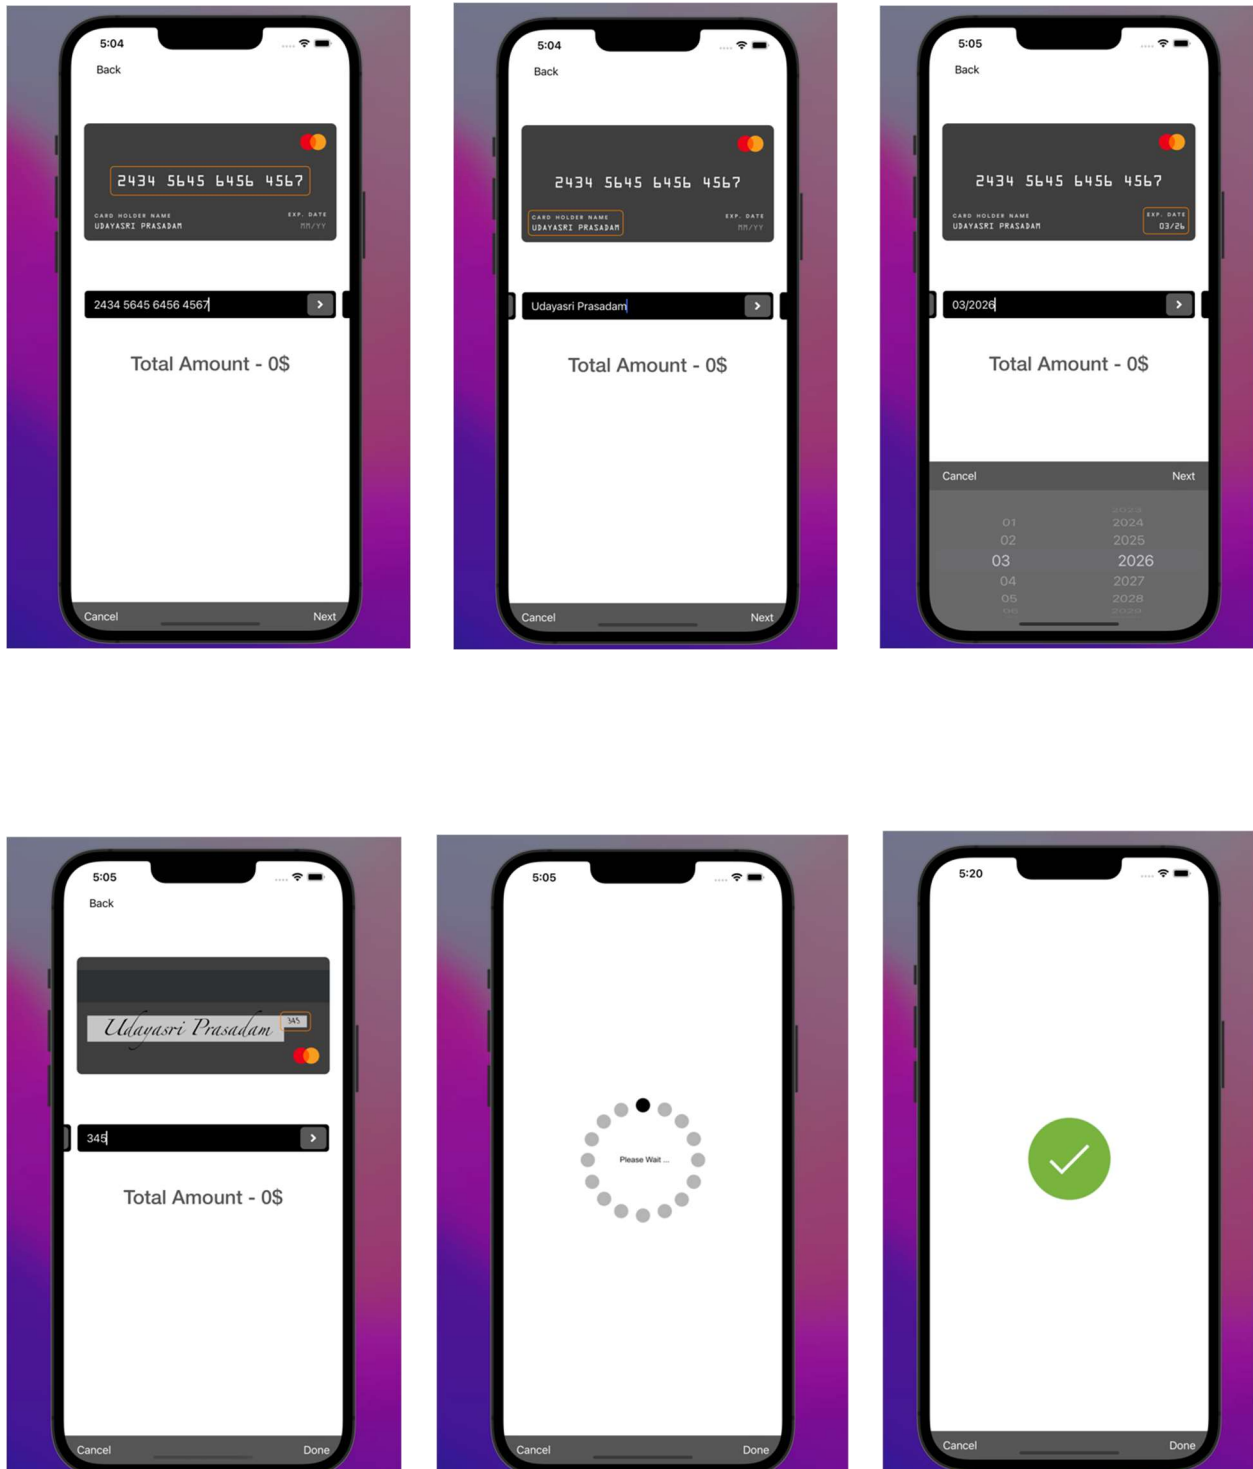 5:04
Back
2434 5645 6456 4567
CARD HOLDER NAME EXP. DATE
UDAYASRI PRASADAM MM/YY
2434 5645 6456 4567
Total Amount - 0$
Cancel Next
5:04
Back
2434 5645 6456 4567
CARD HOLDER NAME EXP. DATE
UDAYASRI PRASADAM MM/YY
Udayasri Prasadam
Total Amount - 0$
Cancel Next
5:05
Back
2434 5645 6456 4567
CARD HOLDER NAME EXP. DATE
UDAYASRI PRASADAM 03/26
03/2026
Total Amount - 0$
Cancel Next
2023
01 2024
02 2025
03 2026
04 2027
05 2028
06 2029
5:05
Back
Udayasri Prasadam 345
345
Total Amount - 0$
Cancel Done
5:05
Please Wait ...
Cancel Done
5:20
Cancel Done